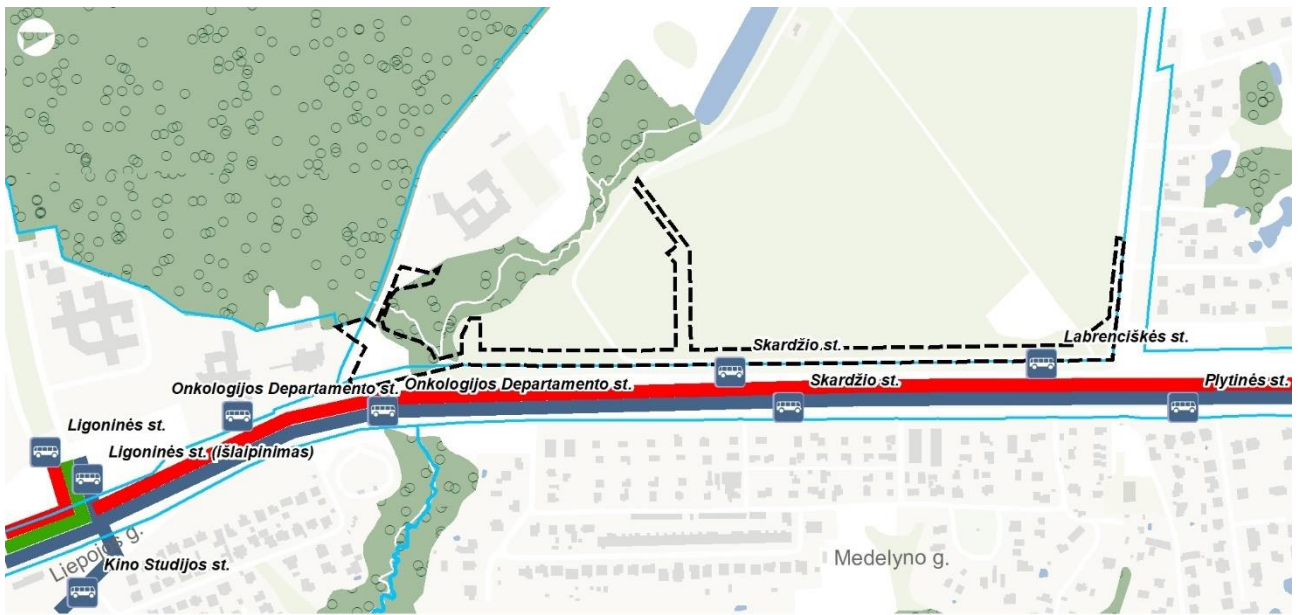 Skardžio st.
Labrenciškės st.
Onkologijos Departamento st.
Onkologijos Departamento st.
Skardžio st.
Plytinės st.
Ligoninės st.
Ligoninės st. (išlaipinimas)
Kino Studijos st.
Liepojos g.
Medelyno g.